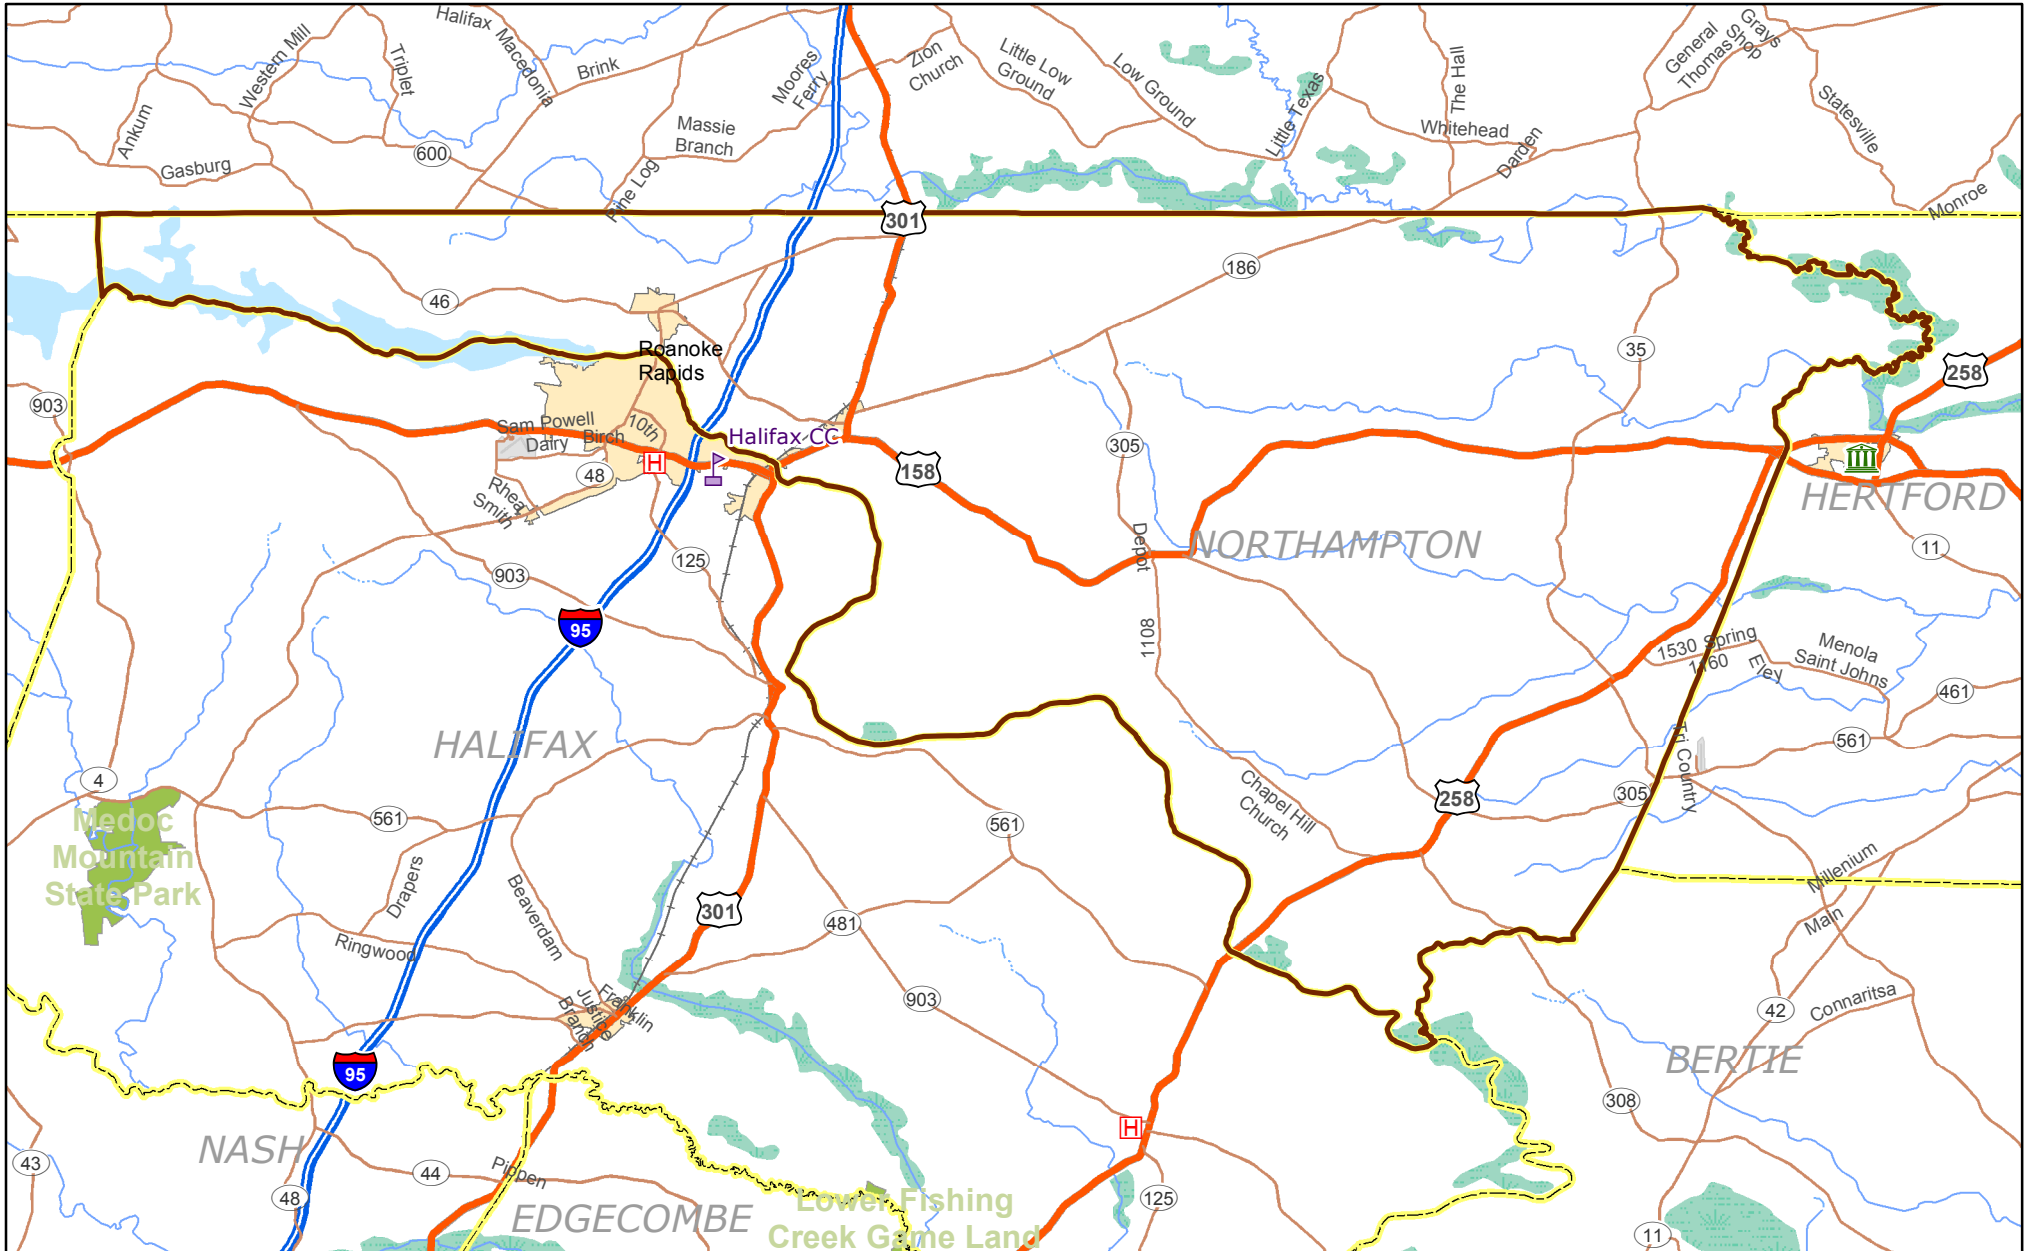 Halifax Macedonia
Western Mill
Triplet
Brink
Moores
Ferry
Zion
Church
Little Low
Ground
Low Ground
The Hall
General
Thomas
Grays
Shop
Statesville
Ankum
Gasburg
600
Massie
Branch
Pine Log
Little Texas
Whitehead
Darden
Monroe
301
186
46
35
258
903
Roanoke
Rapids
Sam Powell
Dairy
Birch
10th
Halifax CC
H
48
Rhea
Smith
158
305
HERTFORD
11
Depot
NORTHAMPTON
125
903
95
1108
1530 Spring
1160
Eley
Menola
Saint Johns
461
561
Tri Country
HALIFAX
4
Medoc
Mountain
State Park
561
Drapers
Beaverdam
Ringwood
301
561
481
903
Chapel Hill
Church
258
305
Millenium
Main
42
Connaritsa
Franklin
Justice
Branch
95
BERTIE
308
H
NASH
43
48
44
Pippen
EDGECOMBE
Lower Fishing
Creek Game Land
125
11